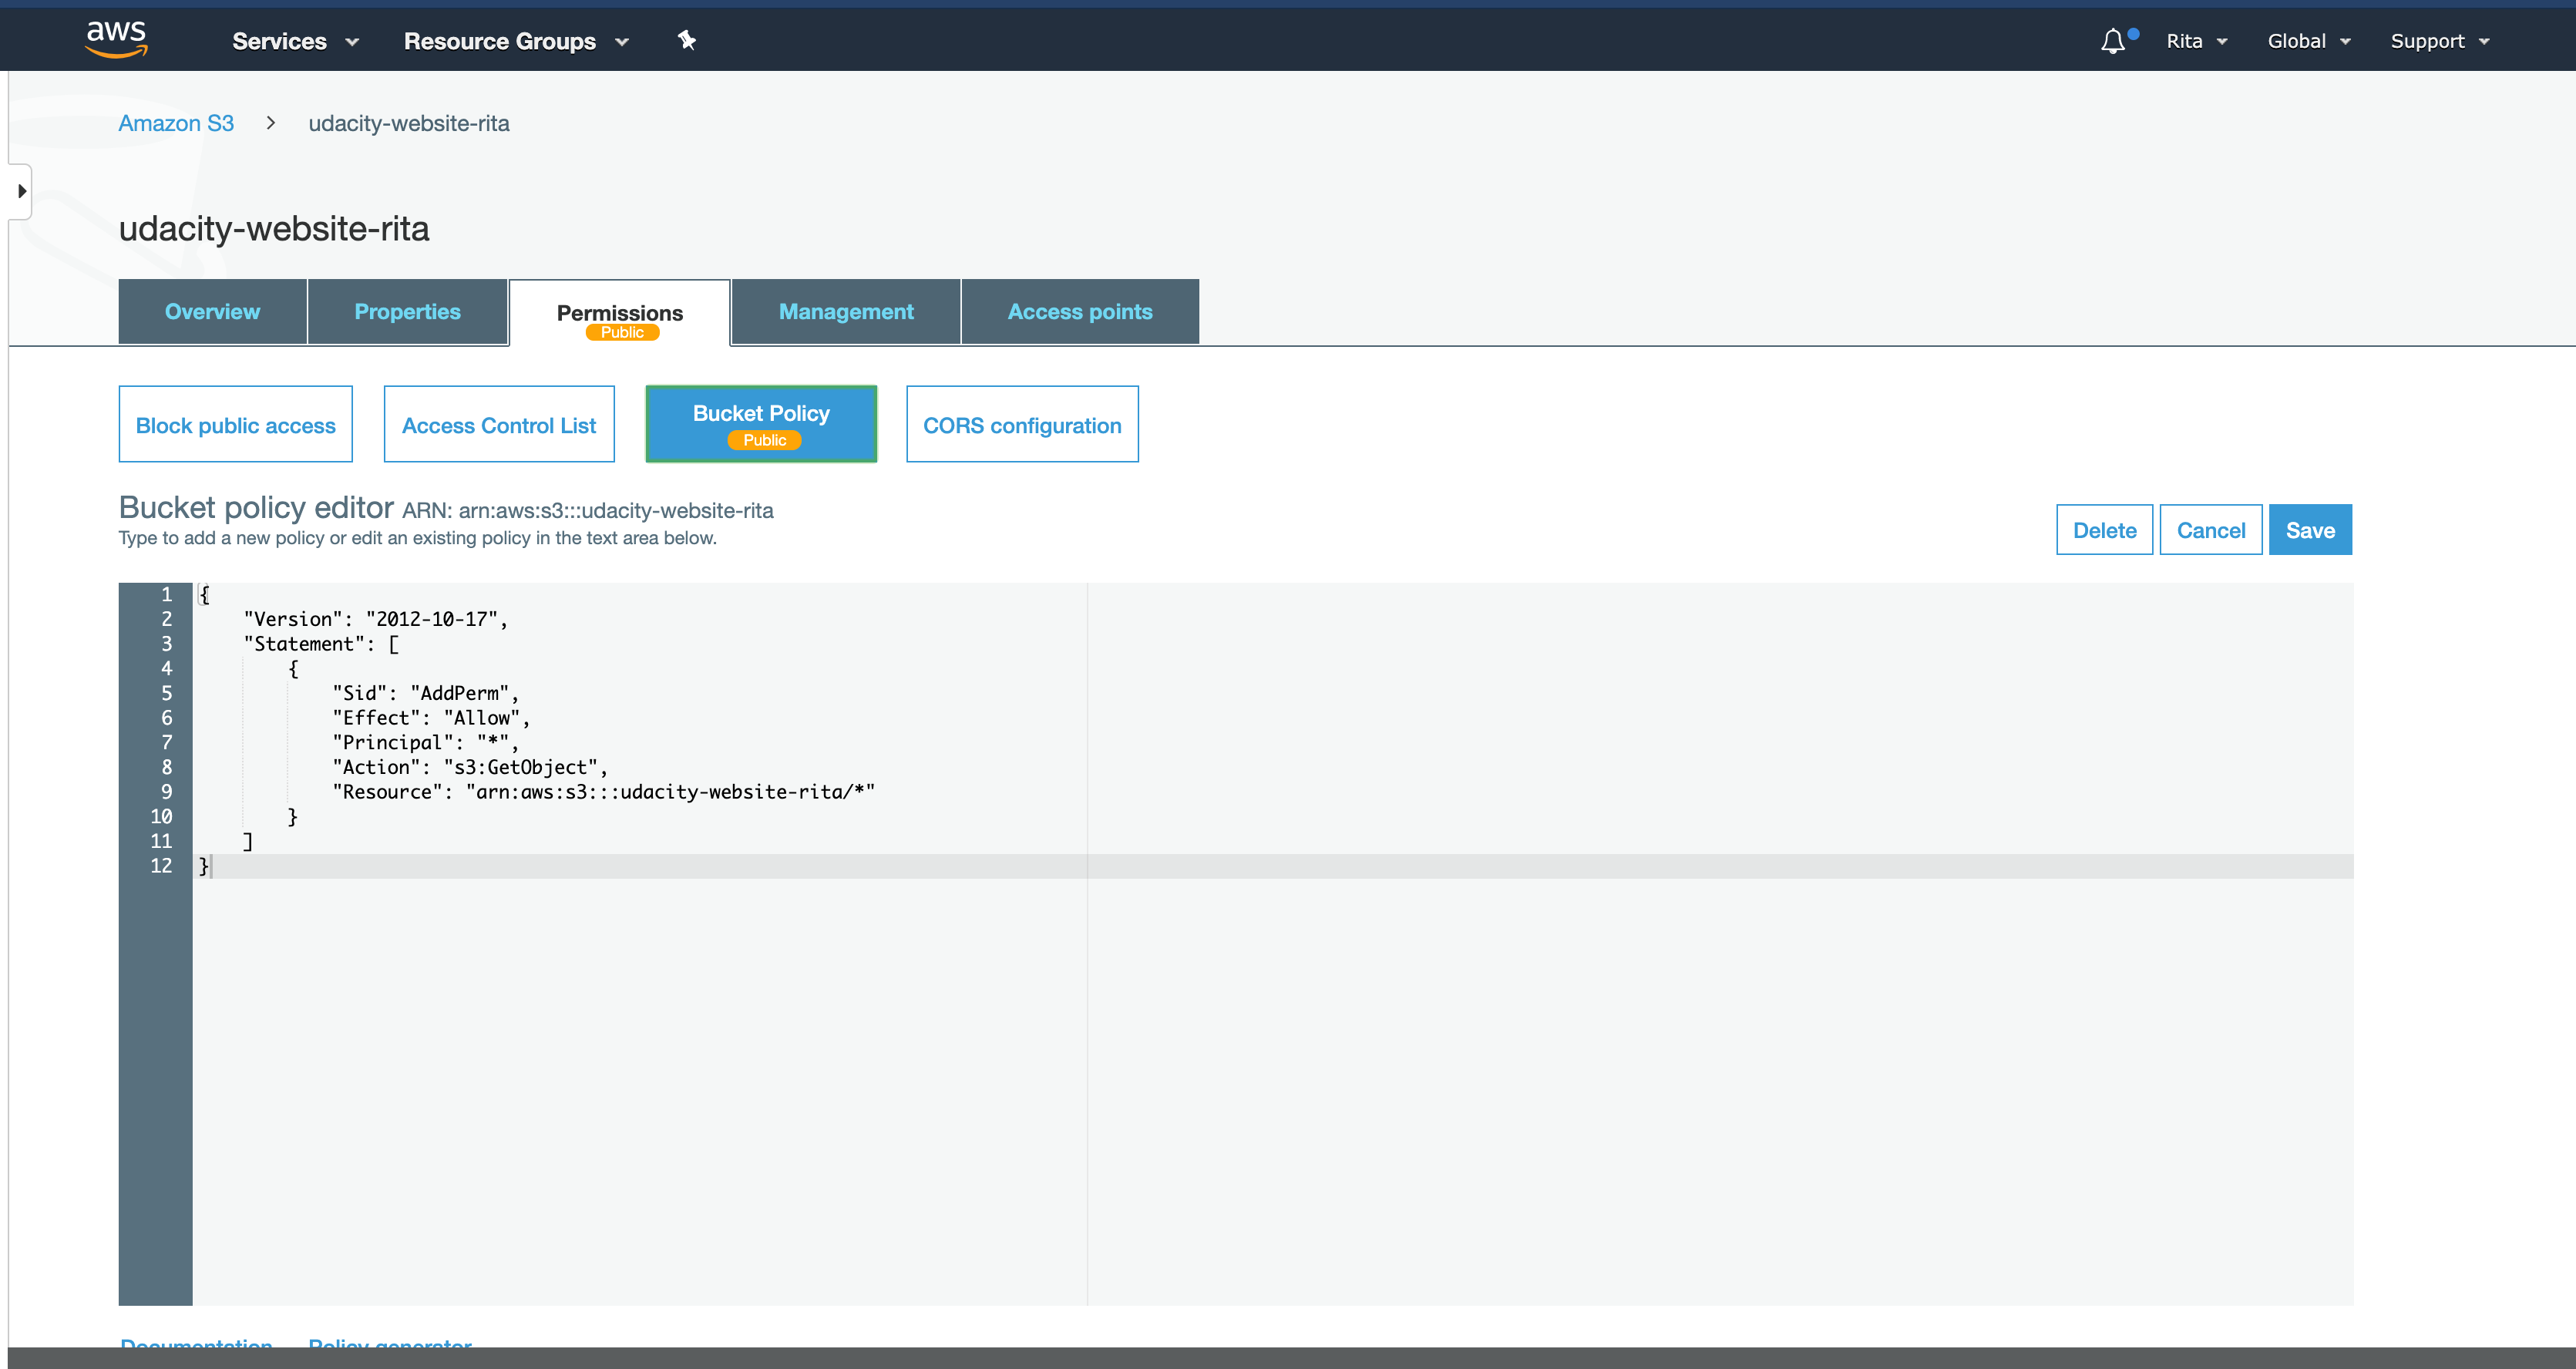 aws Services Resource Groups Rita Global Support
Amazon S3 > udacity-website-rita
udacity-website-rita
Overview Properties Permissions Management Access points
Public
Block public access Access Control List Bucket Policy CORS configuration
Public
Bucket policy editor ARN: arn:aws:s3:::udacity-website-rita
Type to add a new policy or edit an existing policy in the text area below.
Delete Cancel Save
1 {
2 "Version": "2012-10-17",
3 "Statement": [
4 {
5 "Sid": "AddPerm",
6 "Effect": "Allow",
7 "Principal": "*",
8 "Action": "s3:GetObject",
9 "Resource": "arn:aws:s3:::udacity-website-rita/*"
10 }
11 ]
12 }
Documentation Policy generator